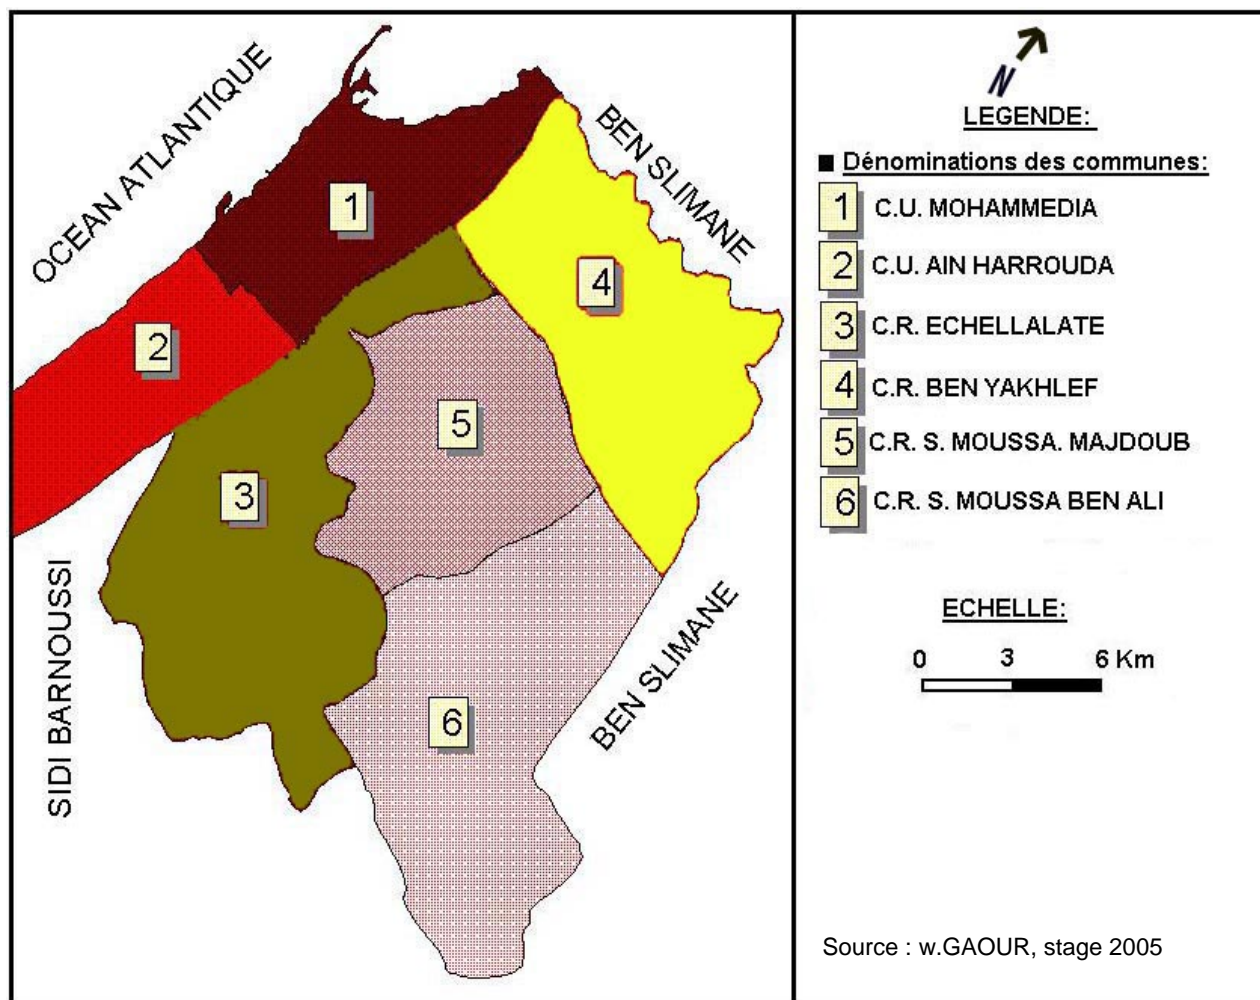 OCEAN ATLANTIQUE
BEN SLIMANE
1
2
3
4
5
6
SIDI BARNOUSSI
BEN SLIMANE
N
LEGENDE:
Dénominations des communes:
1 C.U. MOHAMMEDIA
2 C.U. AIN HARROUDA
3 C.R. ECHELLALATE
4 C.R. BEN YAKHLEF
5 C.R. S. MOUSSA. MAJDOUB
6 C.R. S. MOUSSA BEN ALI
ECHELLE:
0 3 6 Km
Source : w.GAOUR, stage 2005